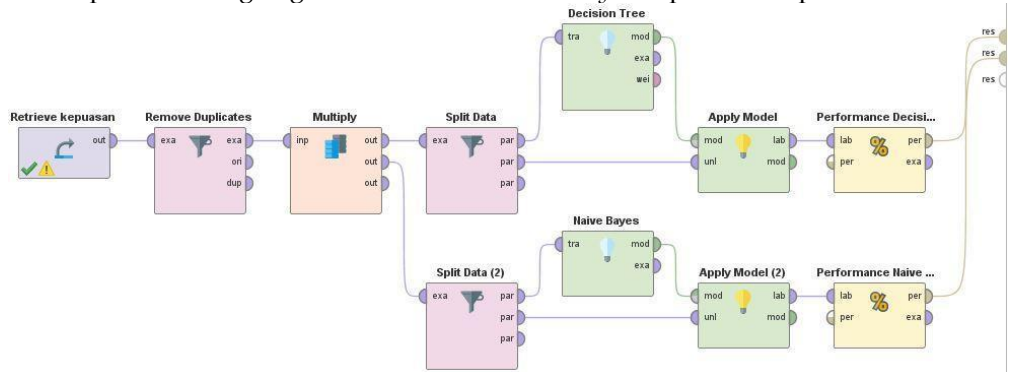 Decision Tree
tra
mod
exa
wei
res
res
res
Retrieve kepuasan
out
Remove Duplicates
exa
exa
ori
dup
Multiply
inp
out
out
out
Split Data
exa
par
par
par
Apply Model
mod
unl
lab
mod
Performance Decisi...
%
lab
per
per
exa
Naive Bayes
tra
mod
exa
Split Data (2)
exa
par
par
par
Apply Model (2)
mod
unl
lab
mod
Performance Naive ...
%
lab
per
per
exa